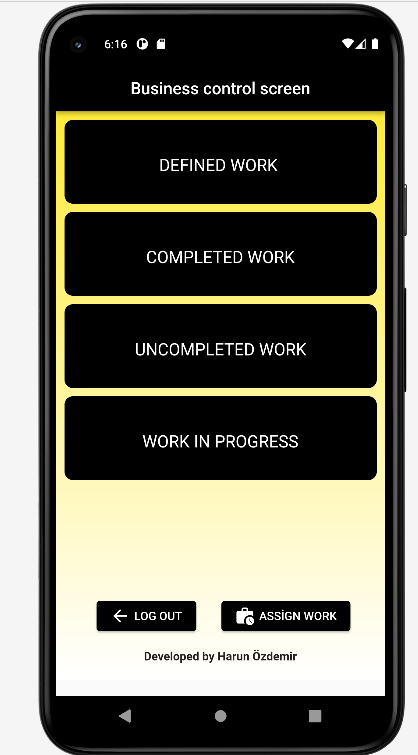 6:16
Business control screen
DEFINED WORK
COMPLETED WORK
UNCOMPLETED WORK
WORK IN PROGRESS
LOG OUT
ASSİGN WORK
Developed by Harun Özdemir